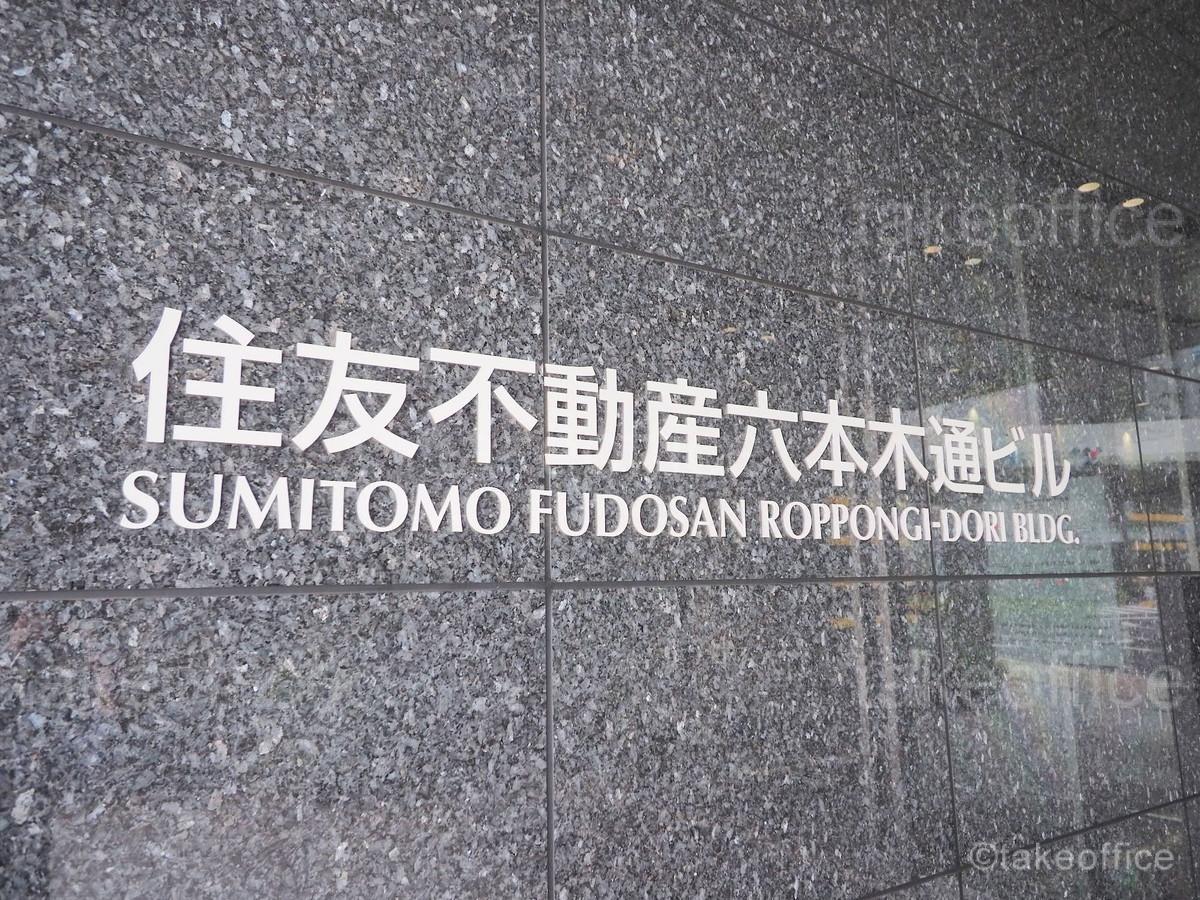 takeoffice
住友不動産六本木通ビル
SUMITOMO FUDOSAN ROPPONGI-DORI BLDG.
takeoffice
©takeoffice